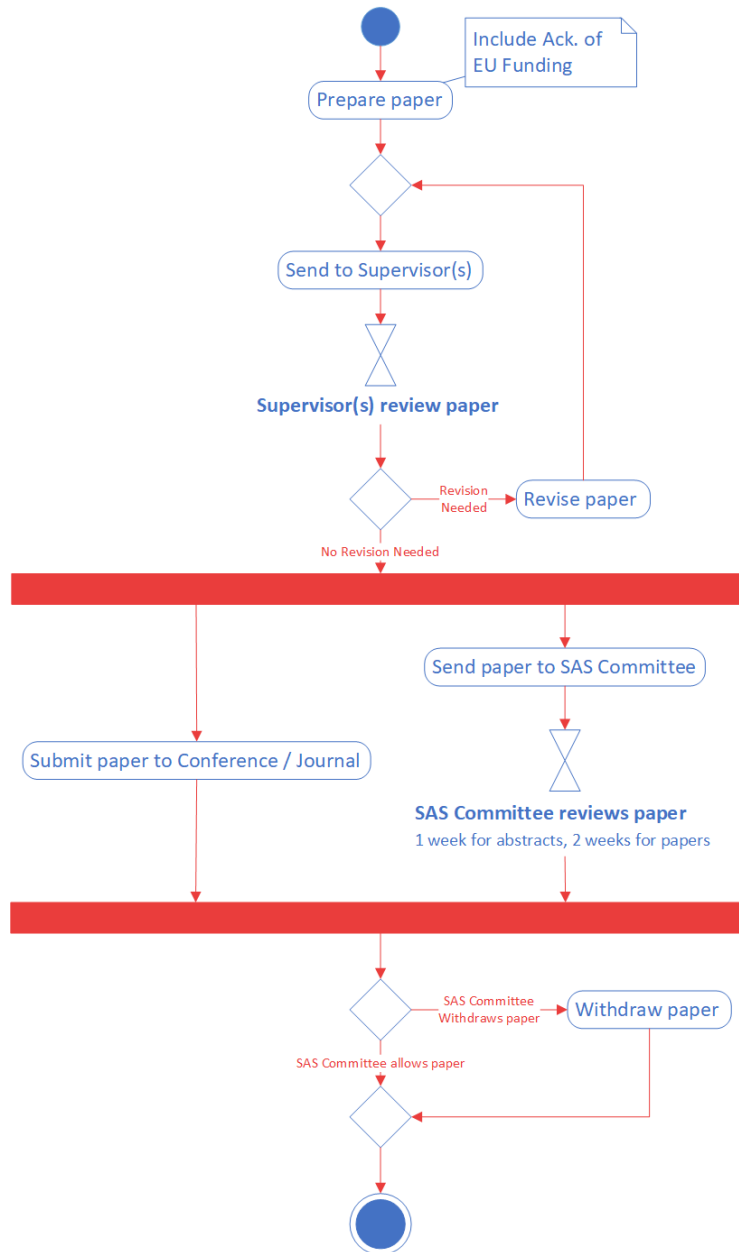 Include Ack. of
EU Funding
Prepare paper
Send to Supervisor(s)
Supervisor(s) review paper
Revision
Needed
Revise paper
No Revision Needed
Send paper to SAS Committee
Submit paper to Conference / Journal
SAS Committee reviews paper
1 week for abstracts, 2 weeks for papers
SAS Committee
Withdraws paper
Withdraw paper
SAS Committee allows paper